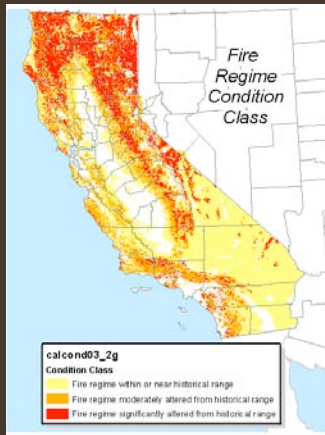 Fire
Regime
Condition
Class
calcond03_2g
Condition Class
Fire regime within or near historical range
Fire regime moderately altered from historical range
Fire regime significantly altered from historical range